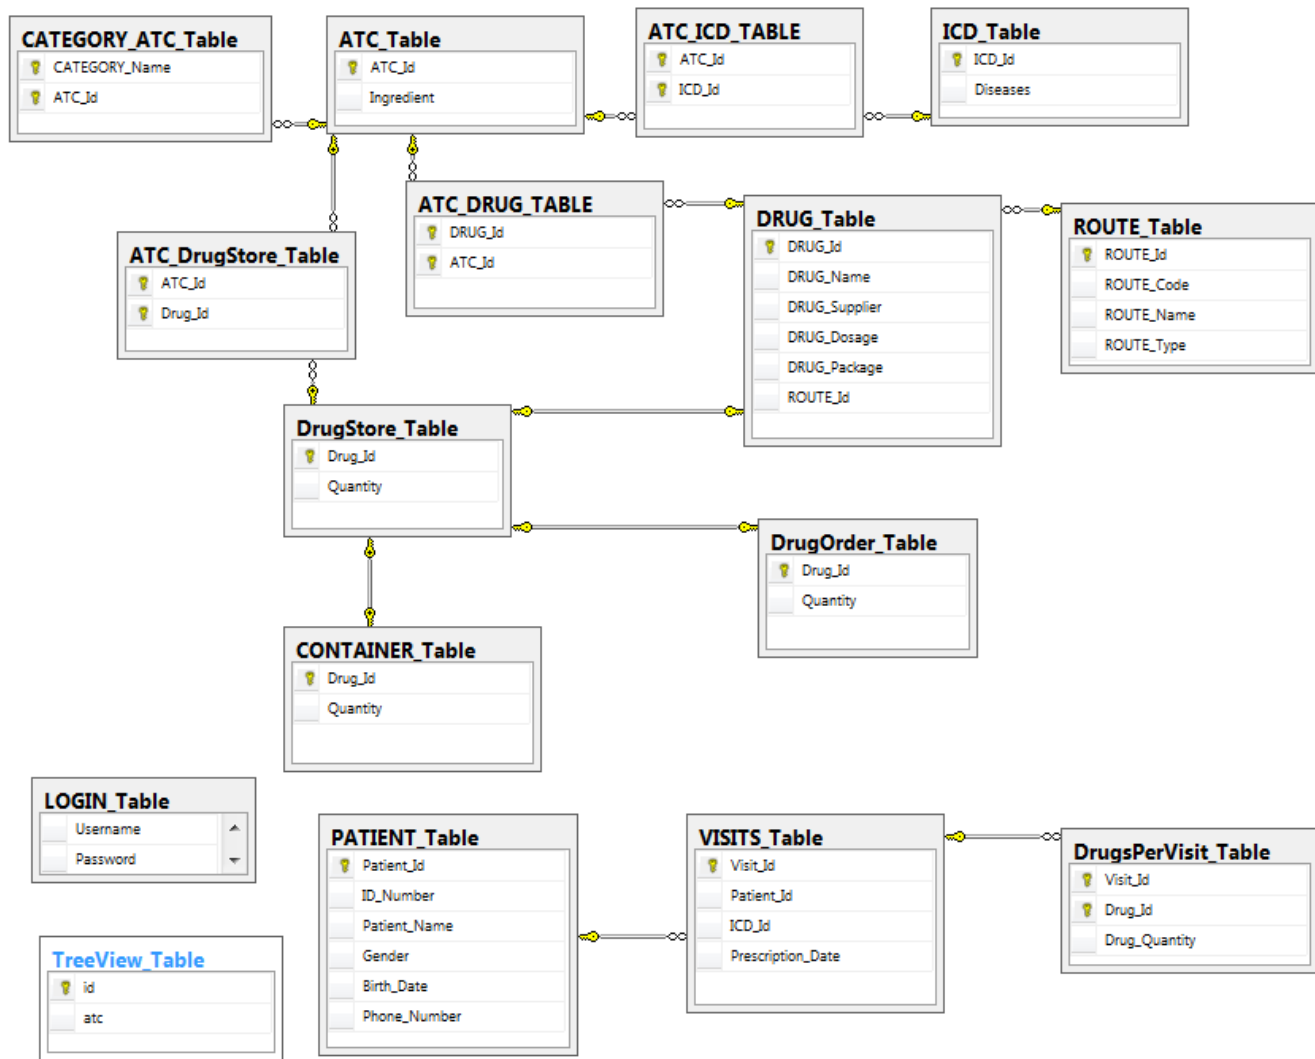 CATEGORY_ATC_Table
CATEGORY_Name
ATC_Id
ATC_Table
ATC_Id
Ingredient
ATC_ICD_TABLE
ATC_Id
ICD_Id
ICD_Table
ICD_Id
Diseases
ATC_DrugStore_Table
ATC_Id
Drug_Id
ATC_DRUG_TABLE
DRUG_Id
ATC_Id
DRUG_Table
DRUG_Id
DRUG_Name
DRUG_Supplier
DRUG_Dosage
DRUG_Package
ROUTE_Id
ROUTE_Table
ROUTE_Id
ROUTE_Code
ROUTE_Name
ROUTE_Type
DrugStore_Table
Drug_Id
Quantity
DrugOrder_Table
Drug_Id
Quantity
CONTAINER_Table
Drug_Id
Quantity
LOGIN_Table
Username
Password
TreeView_Table
id
atc
PATIENT_Table
Patient_Id
ID_Number
Patient_Name
Gender
Birth_Date
Phone_Number
VISITS_Table
Visit_Id
Patient_Id
ICD_Id
Prescription_Date
DrugsPerVisit_Table
Visit_Id
Drug_Id
Drug_Quantity